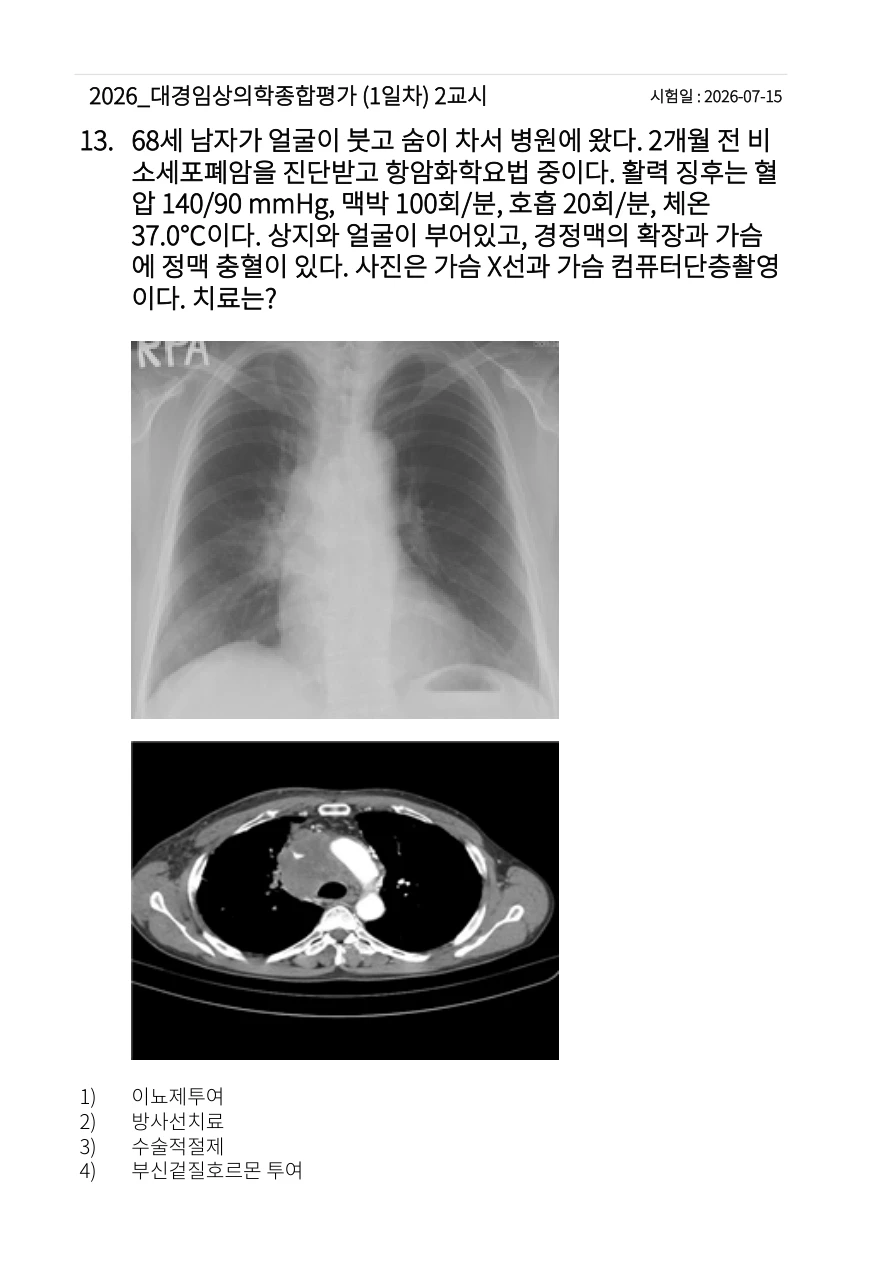 2026_대경임상의학종합평가 (1일차) 2교시
시험일 : 2026-07-15
13. 68세 남자가 얼굴이 붓고 숨이 차서 병원에 왔다. 2개월 전 비
소세포폐암을 진단받고 항암화학요법 중이다. 활력 징후는 혈
압 140/90 mmHg, 맥박 100회/분, 호흡 20회/분, 체온
37.0°C이다. 상지와 얼굴이 부어있고, 경정맥의 확장과 가슴
에 정맥 충혈이 있다. 사진은 가슴 X선과 가슴 컴퓨터단층촬영
이다. 치료는?
RPA
1) 이뇨제투여
2) 방사선치료
3) 수술적절제
4) 부신겉질호르몬 투여